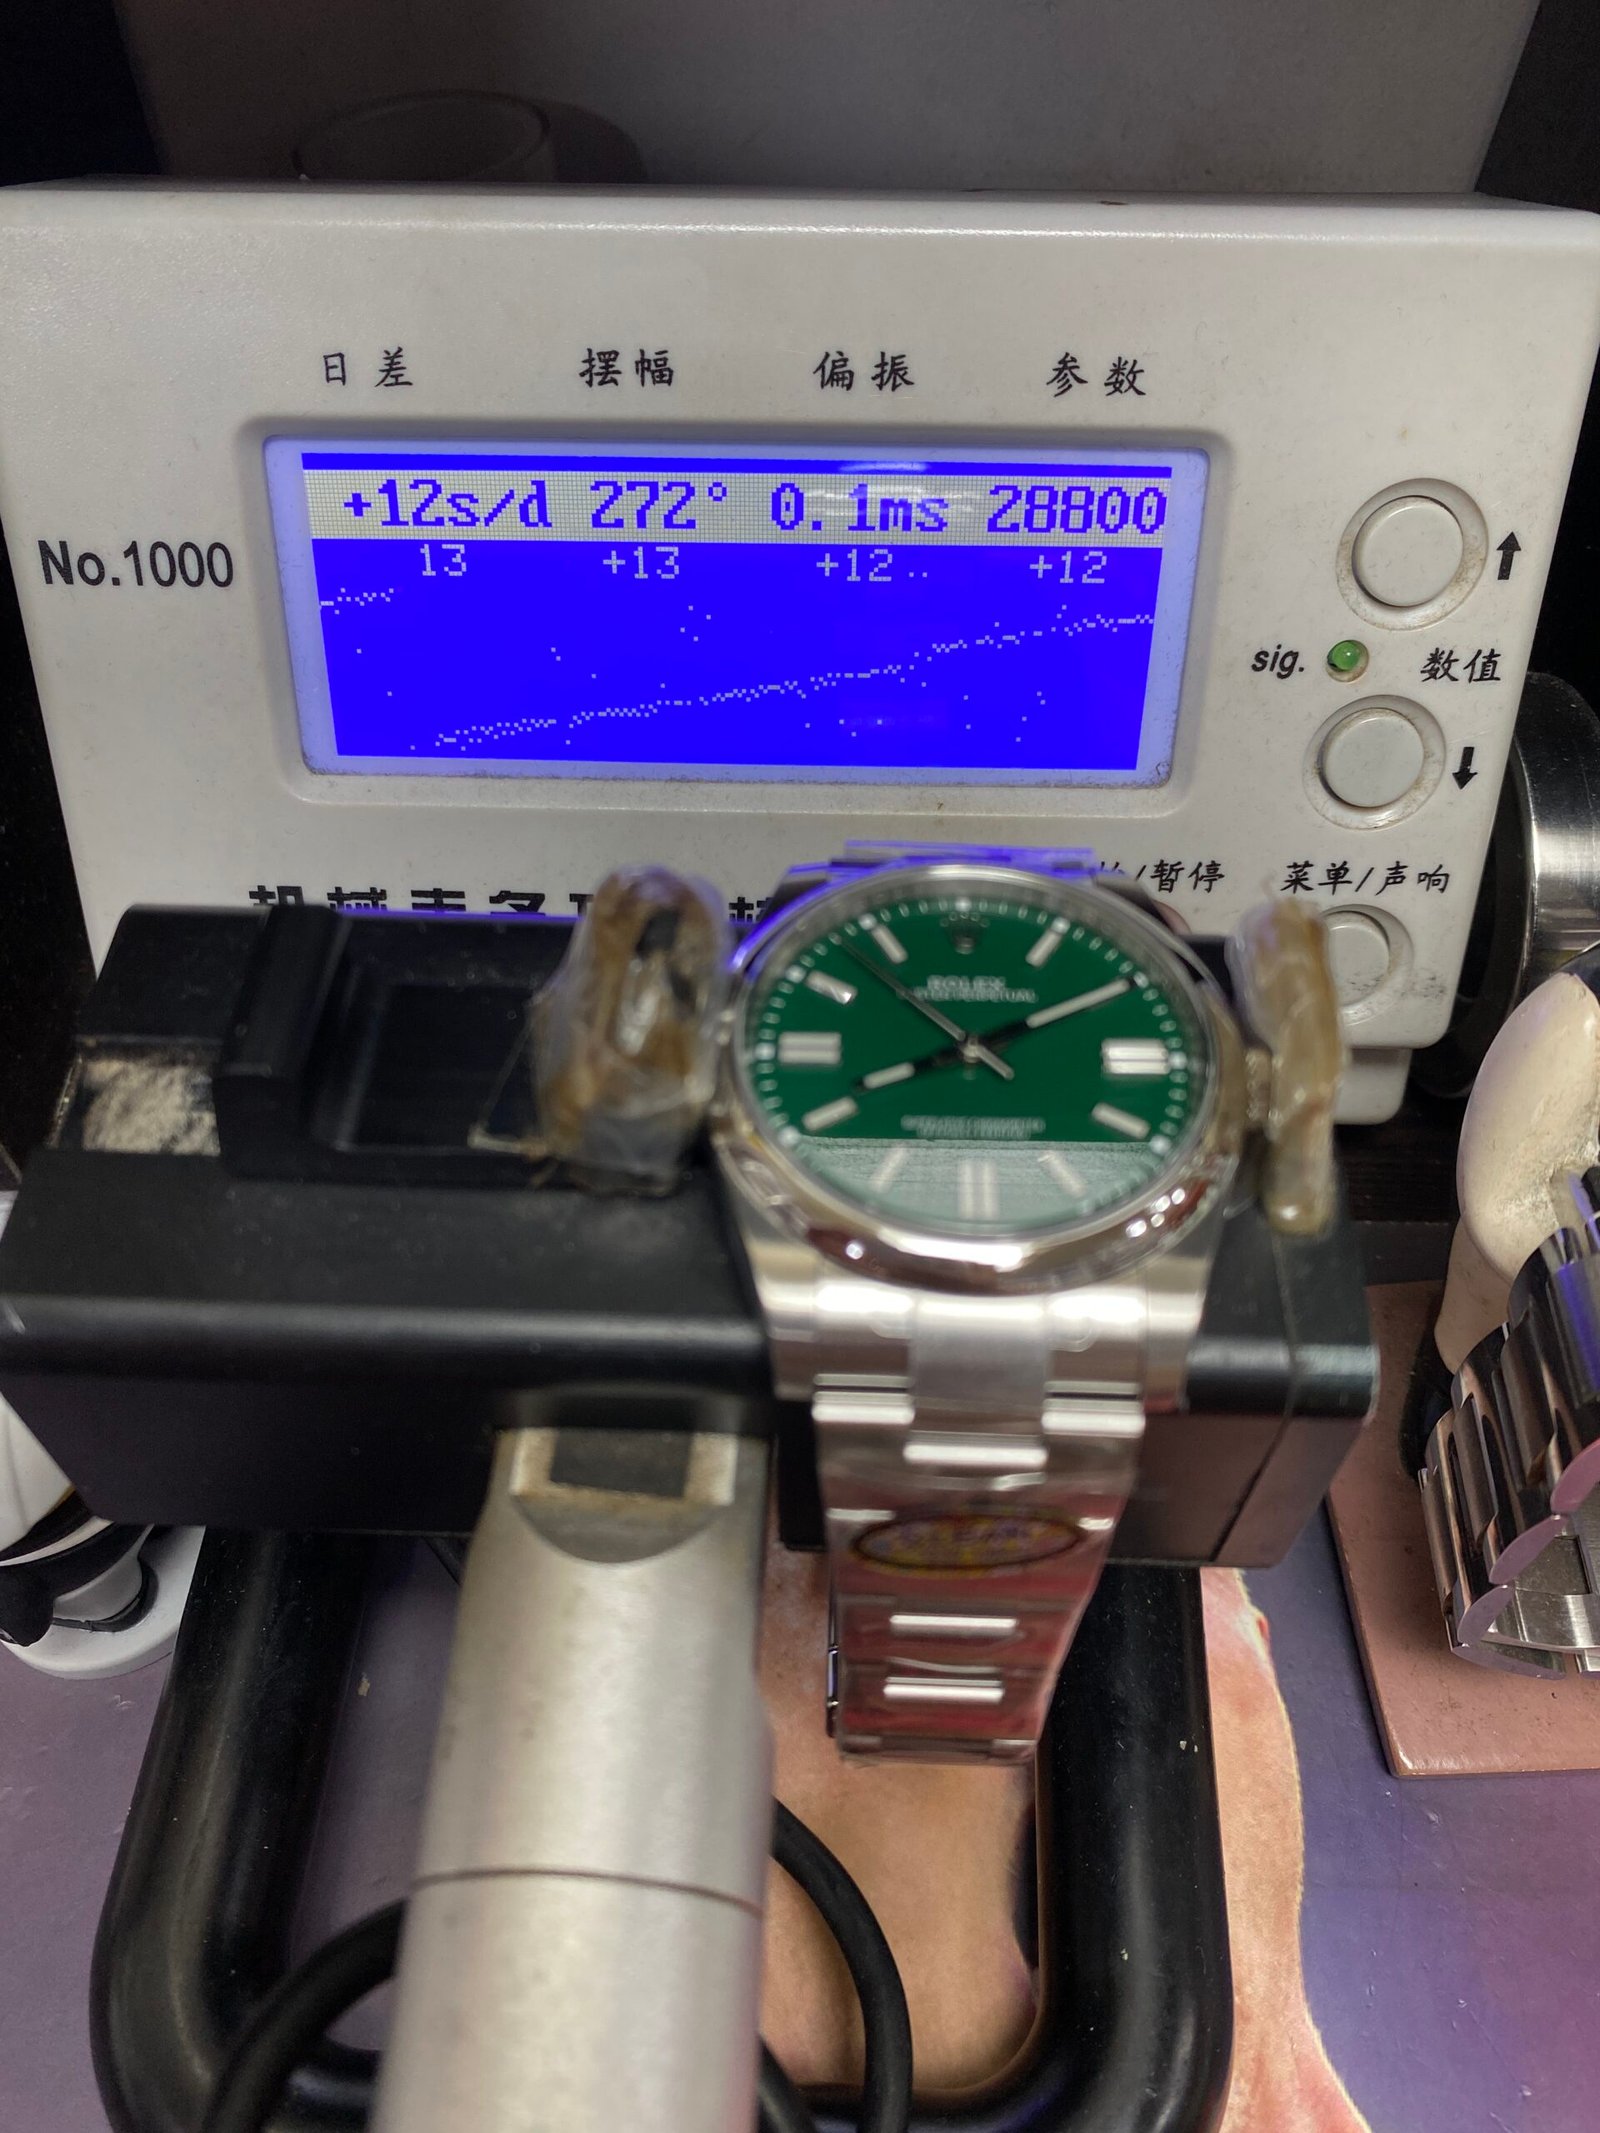 日差 摆幅 偏振 参数
+12s/d 272° 0.1ms 28800
13 +13 +12 +12
No.1000
sig.
数值
/暂停 菜单/声响
ROLEX